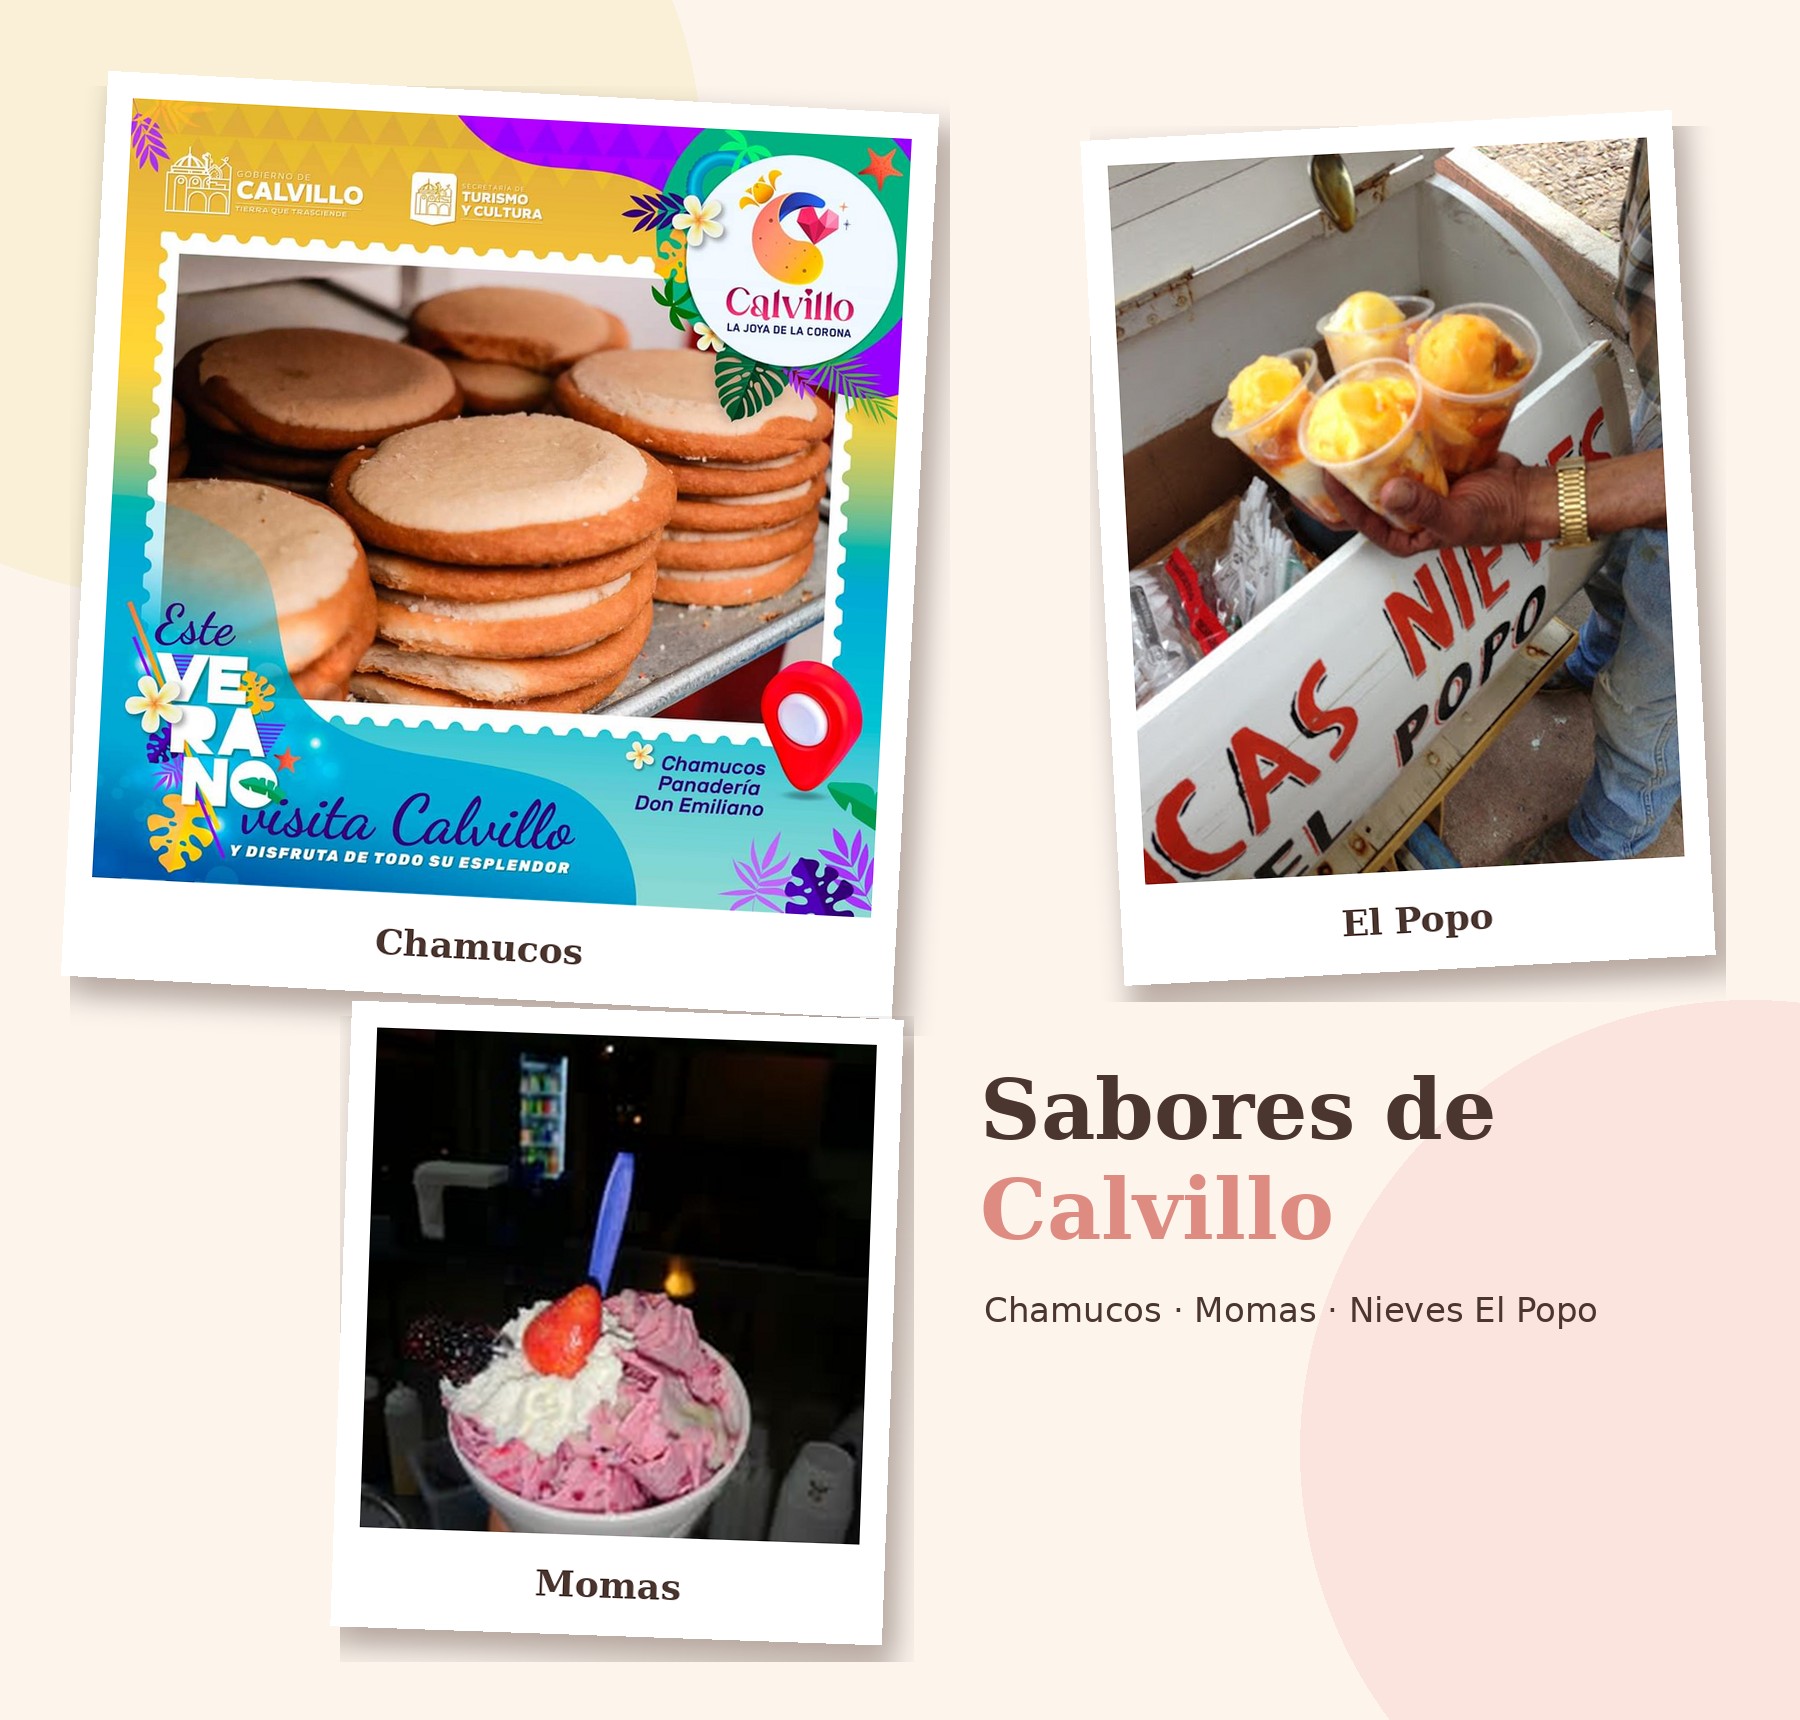 GOBIERNO DE
CALVILLO
TIERRA QUE TRASCIENDE
SECRETARÍA DE
TURISMO
Y CULTURA
Calvillo
LA JOYA DE LA CORONA
Este
VE
RA
NO
visita Calvillo
Y DISFRUTA DE TODO SU ESPLENDOR
Chamucos
Panadería
Don Emiliano
Chamucos
CAS NIEVES
EL POPO
El Popo
Momas
Sabores de
Calvillo
Chamucos · Momas · Nieves El Popo